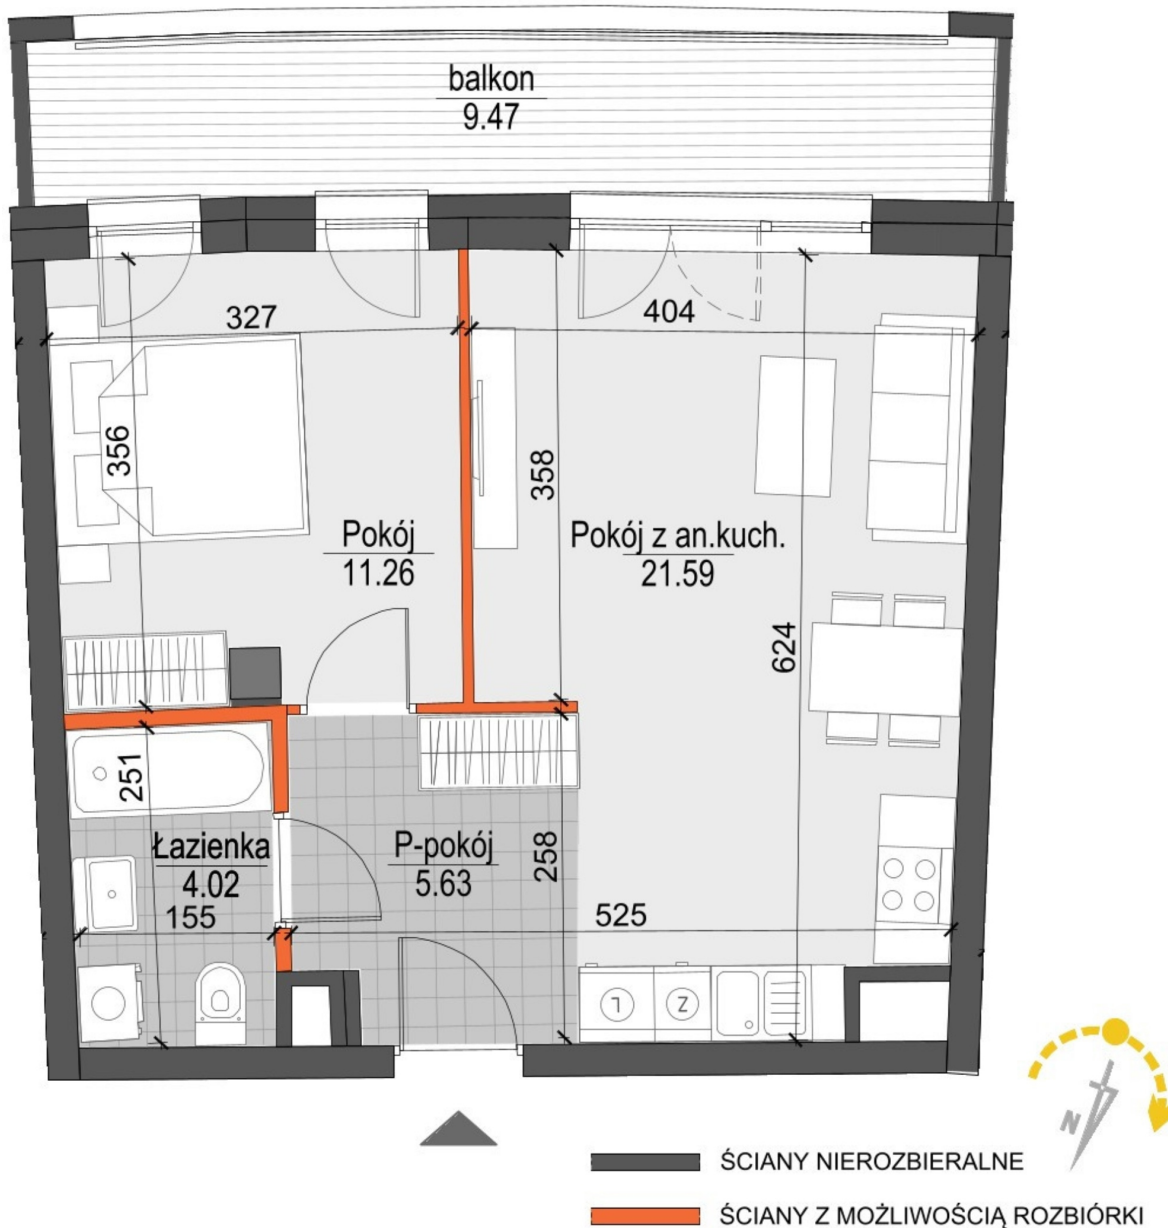 balkon
9.47
327
404
356
358
Pokój
11.26
Pokój z an.kuch.
21.59
624
251
Łazienka
4.02
P-pokój
5.63
258
155
525
L
Z
N
ŚCIANY NIEROZBIERALNE
ŚCIANY Z MOŻLIWOŚCIĄ ROZBIÓRKI